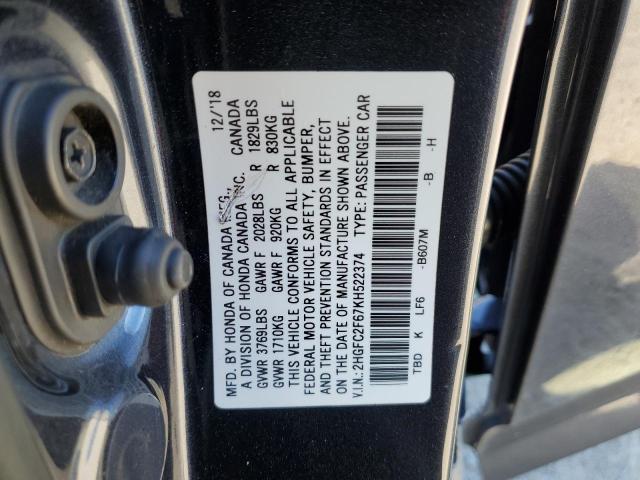 MFD. BY HONDA OF CANADA MFG., 12/'18
A DIVISION OF HONDA CANADA INC. CANADA
GVWR 3769LBS GAWR F 2028LBS R 1829LBS
GVWR 1710KG GAWR F 920KG R 830KG
THIS VEHICLE CONFORMS TO ALL APPLICABLE
FEDERAL MOTOR VEHICLE SAFETY, BUMPER,
AND THEFT PREVENTION STANDARDS IN EFFECT
ON THE DATE OF MANUFACTURE SHOWN ABOVE.
V.I.N.: 2HGFC2F67KH522374 TYPE: PASSENGER CAR
TBD K LF6 -B607M -B -H